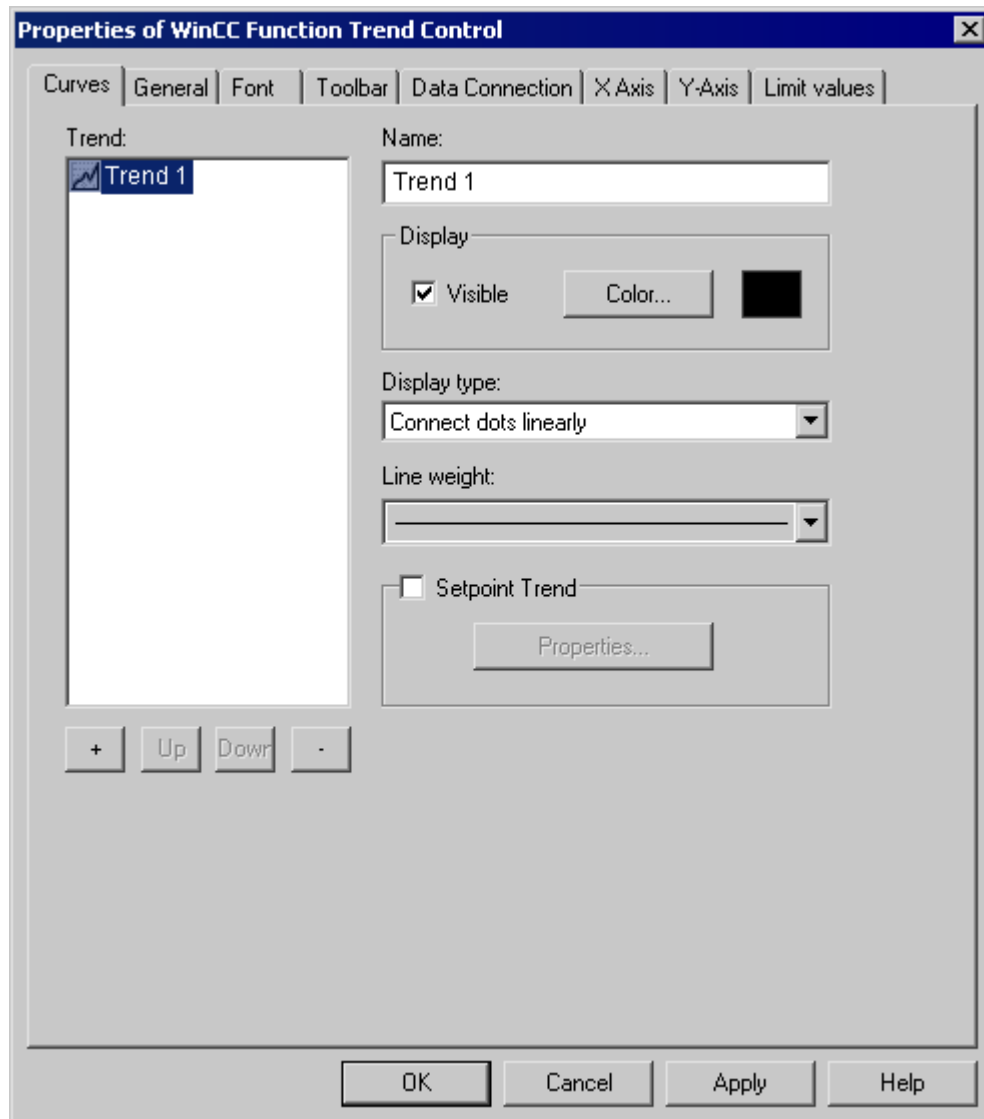 Properties of WinCC Function Trend Control
Curves General Font Toolbar Data Connection X Axis Y-Axis Limit values
Trend:
Trend 1
Name:
Trend 1
Display
Visible Color...
Display type:
Connect dots linearly
Line weight:
Setpoint Trend
Properties...
+ Up Down -
OK Cancel Apply Help